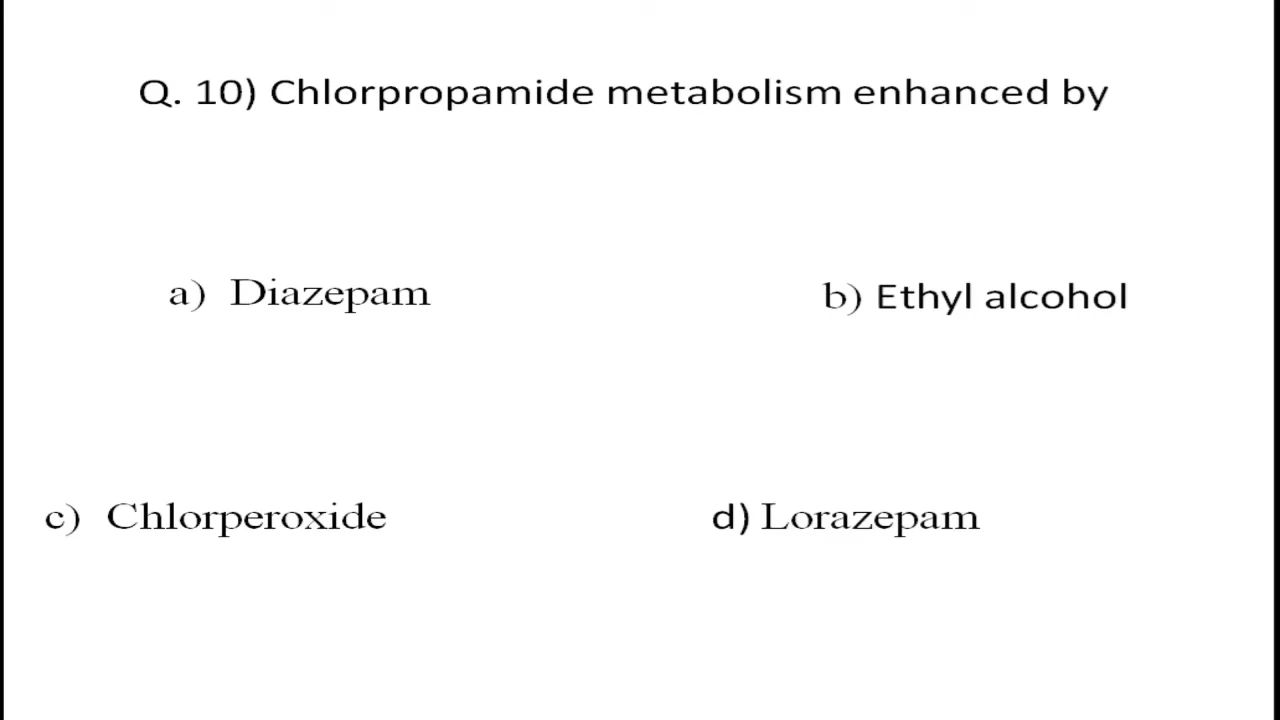 Q. 10) Chlorpropamide metabolism enhanced by
a) Diazepam
b) Ethyl alcohol
c) Chlorperoxide
d) Lorazepam